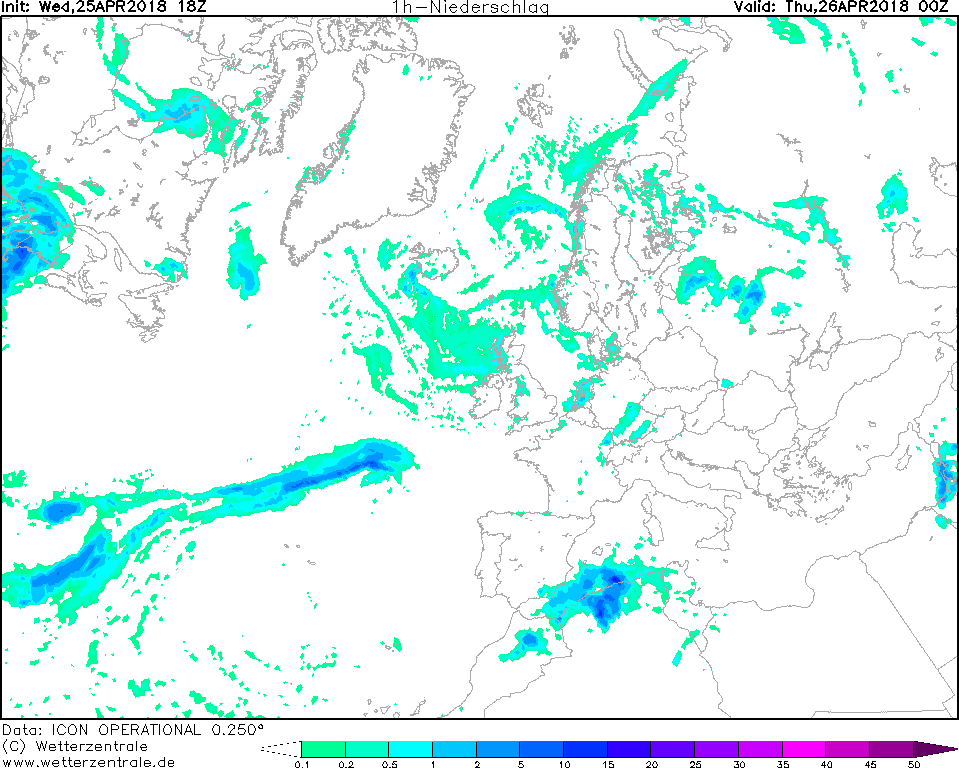 Init: Wed,25APR2018 18Z 1h-Niederschlag Valid: Thu,26APR2018 00Z
Data: ICON OPERATIONAL 0.250°
(C) Wetterzentrale
www.wetterzentrale.de
0.1 0.2 0.5 1 2 5 10 15 20 25 30 35 40 45 50